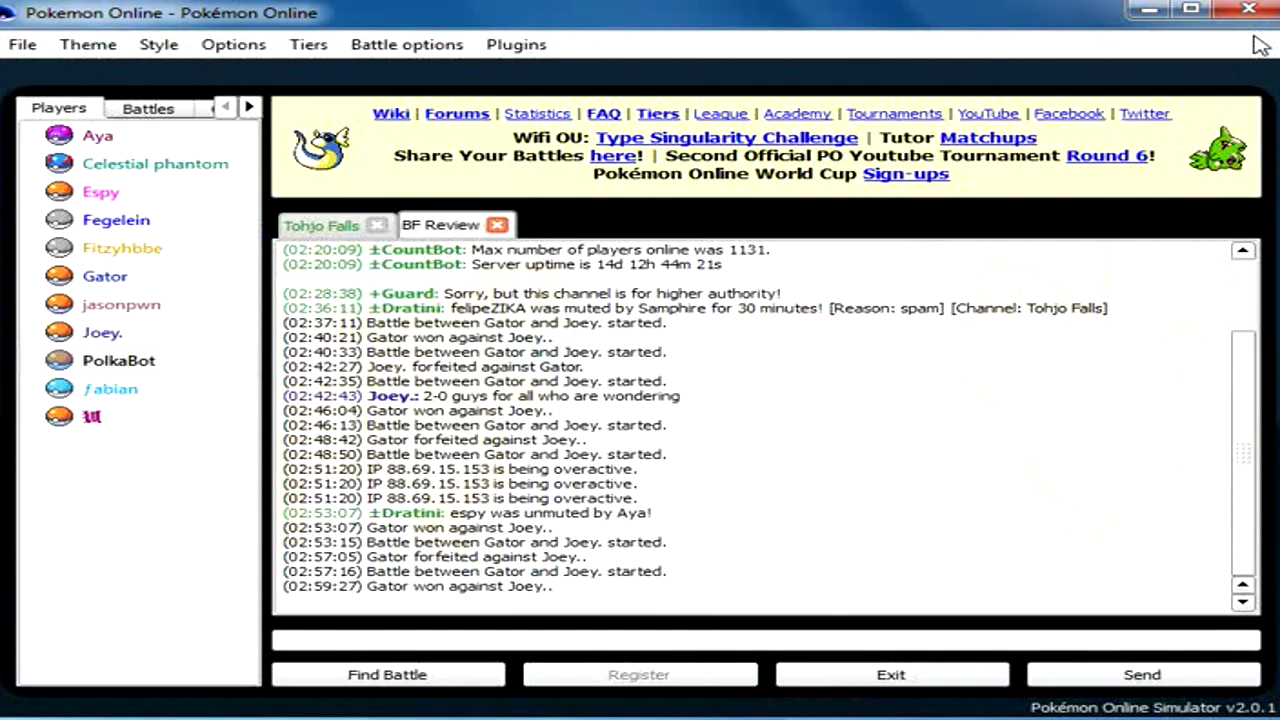 Pokemon Online - Pokémon Online
File Theme Style Options Tiers Battle options Plugins
Players Battles
Aya
Celestial phantom
Espy
Fegelein
Fitzyhbbe
Gator
jasonpwn
Joey.
PolkaBot
ƒabian
Wiki | Forums | Statistics | FAQ | Tiers | League | Academy | Tournaments | YouTube | Facebook | Twitter
Wifi OU: Type Singularity Challenge | Tutor Matchups
Share Your Battles here! | Second Official PO Youtube Tournament Round 6!
Pokémon Online World Cup Sign-ups
Tohjo Falls BF Review
(02:20:09) ±CountBot: Max number of players online was 1131.
(02:20:09) ±CountBot: Server uptime is 14d 12h 44m 21s
(02:28:38) +Guard: Sorry, but this channel is for higher authority!
(02:36:11) ±Dratini: felipeZIKA was muted by Samphire for 30 minutes! [Reason: spam] [Channel: Tohjo Falls]
(02:37:11) Battle between Gator and Joey. started.
(02:40:21) Gator won against Joey..
(02:40:33) Battle between Gator and Joey. started.
(02:42:27) Joey. forfeited against Gator.
(02:42:35) Battle between Gator and Joey. started.
(02:42:43) Joey.: 2-0 guys for all who are wondering
(02:46:04) Gator won against Joey..
(02:46:13) Battle between Gator and Joey. started.
(02:48:42) Gator forfeited against Joey..
(02:48:50) Battle between Gator and Joey. started.
(02:51:20) IP 88.69.15.153 is being overactive.
(02:51:20) IP 88.69.15.153 is being overactive.
(02:51:20) IP 88.69.15.153 is being overactive.
(02:53:07) ±Dratini: espy was unmuted by Aya!
(02:53:07) Gator won against Joey..
(02:53:15) Battle between Gator and Joey. started.
(02:57:05) Gator forfeited against Joey..
(02:57:16) Battle between Gator and Joey. started.
(02:59:27) Gator won against Joey..
Find Battle Register Exit Send
Pokémon Online Simulator v2.0.1